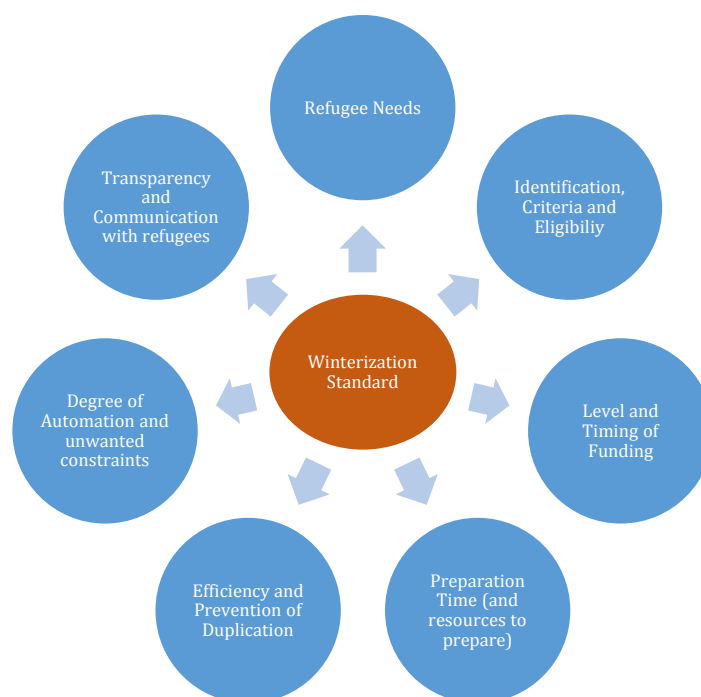 Refugee Needs
Identification,
Criteria and
Eligibiliy
Level and
Timing of
Funding
Preparation
Time (and
resources to
prepare)
Efficiency and
Prevention of
Duplication
Degree of
Automation and
unwanted
constraints
Transparency
and
Communication
with refugees
Winterization
Standard